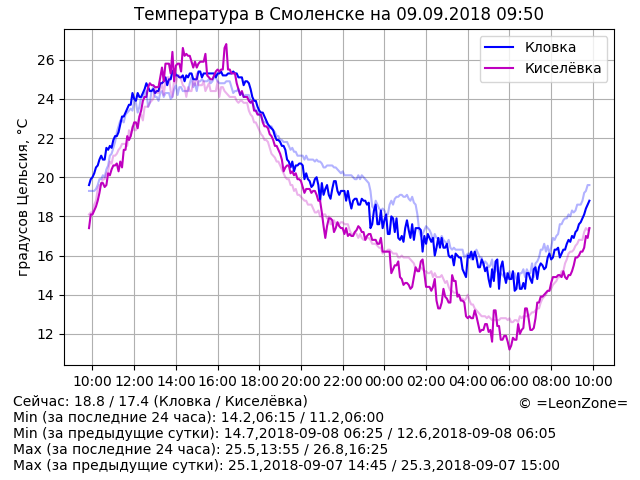 Температура в Смоленске на 09.09.2018 09:50
градусов Цельсия, °C
26
24
22
20
18
16
14
12
Кловка
Киселёвка
10:00 12:00 14:00 16:00 18:00 20:00 22:00 00:00 02:00 04:00 06:00 08:00 10:00
Сейчас: 18.8 / 17.4 (Кловка / Киселёвка)
© =LeonZone=
Min (за последние 24 часа): 14.2,06:15 / 11.2,06:00
Min (за предыдущие сутки): 14.7,2018-09-08 06:25 / 12.6,2018-09-08 06:05
Max (за последние 24 часа): 25.5,13:55 / 26.8,16:25
Max (за предыдущие сутки): 25.1,2018-09-07 14:45 / 25.3,2018-09-07 15:00